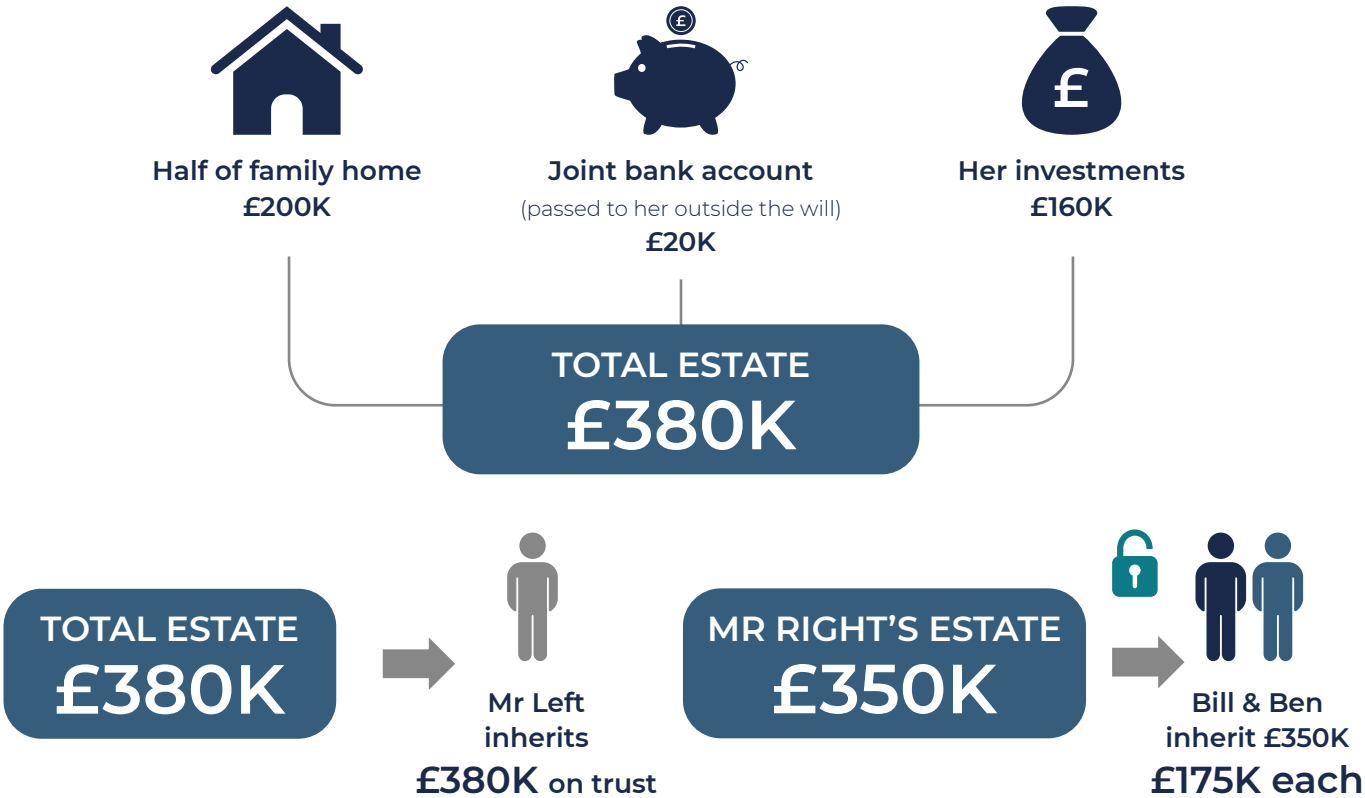 £
£
Half of family home
£200K
Joint bank account
(passed to her outside the will)
£20K
Her investments
£160K
TOTAL ESTATE
£380K
TOTAL ESTATE
£380K
Mr Left
inherits
£380K on trust
MR RIGHT’S ESTATE
£350K
Bill & Ben
inherit £350K
£175K each